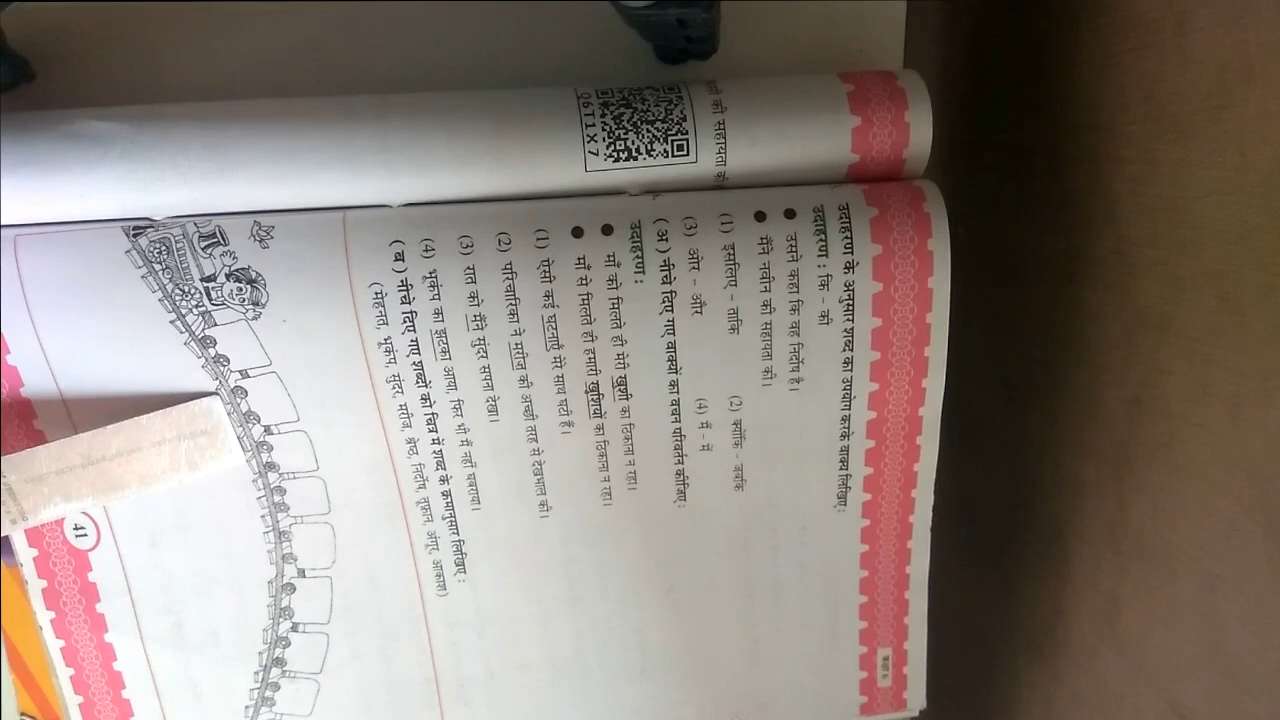 की सहायता
Q6T1X7
उदाहरण के अनुसार शब्द का उपयोग करके वाक्य लिखिए :
उदाहरण : कि - की
● उसने कहा कि वह निर्दोष है।
● मैंने नवीन की सहायता की।
(1) इसलिए - ताकि (2) क्योंकि - जबकि
(3) ओर - और (4) मैं - में
(अ) नीचे दिए गए वाक्यों का वचन परिवर्तन कीजिए :
उदाहरण :
● माँ को मिलते ही मेरी खुशी का ठिकाना न रहा।
● माँ से मिलते ही हमारी खुशियों का ठिकाना न रहा।
(1) ऐसी कई घटनाएँ मेरे साथ घटी हैं।
(2) परिचारिका ने मरीज की अच्छी तरह से देखभाल की।
(3) रात को मैंने सुंदर सपना देखा।
(4) भूकंप का झटका आया, फिर भी मैं नहीं घबराया।
(ब) नीचे दिए गए शब्दों को चित्र में शब्द के क्रमानुसार लिखिए :
(मेहनत, भूकंप, सुंदर, मरीज, श्रेष्ठ, निर्दोष, तूफान, अंगूर, आकाश)
41
कक्षा 6